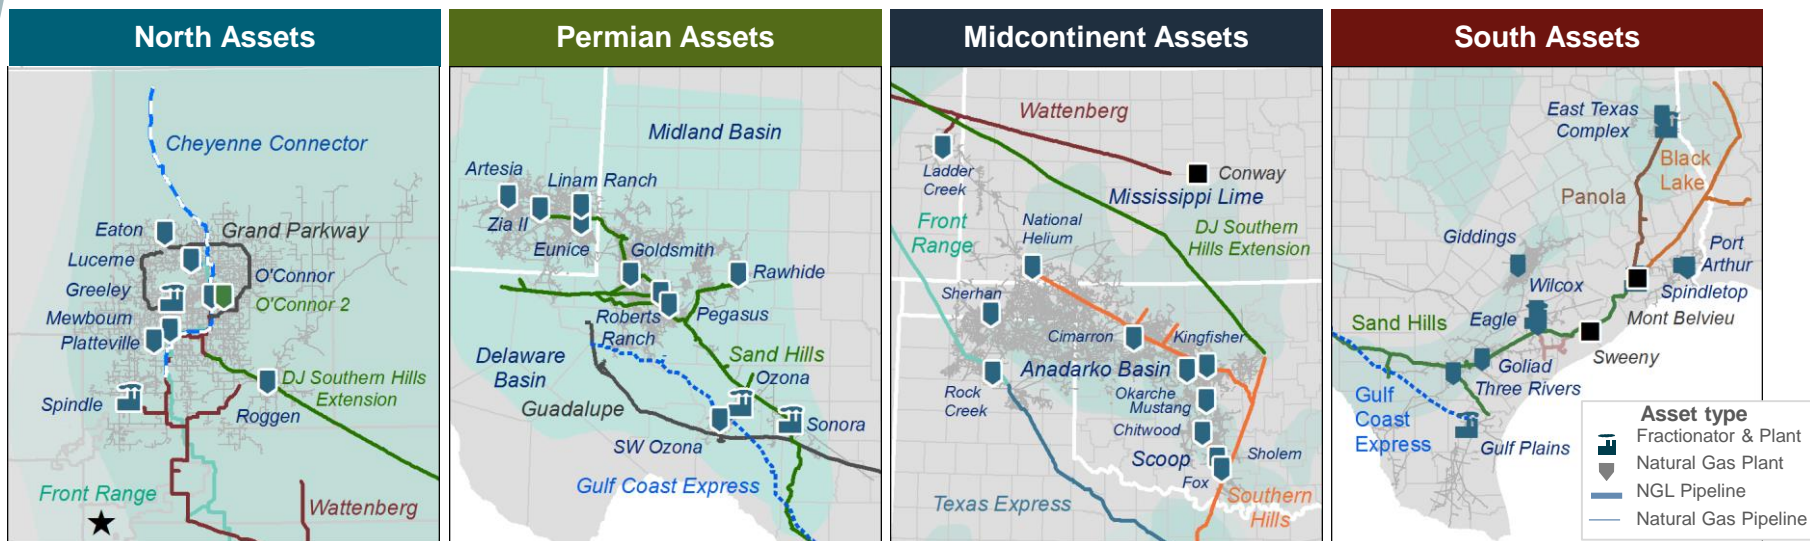 North Assets
Cheyenne Connector
Eaton
Grand Parkway
Lucerne
O'Connor
Greeley
O'Connor 2
Mewbourn
Platteville
DJ Southern Hills
Extension
Spindle
Roggen
Front Range
Wattenberg
Permian Assets
Midland Basin
Artesia
Linam Ranch
Zia II
Eunice
Goldsmith
Rawhide
Roberts
Ranch
Pegasus
Delaware
Basin
Sand Hills
Ozona
Guadalupe
Sonora
SW Ozona
Gulf Coast Express
Midcontinent Assets
Wattenberg
Ladder
Creek
Conway
Mississippi Lime
Front
Range
National
Helium
DJ Southern
Hills Extension
Sherhan
Cimarron
Kingfisher
Anadarko Basin
Rock
Creek
Okarche
Mustang
Chitwood
Scoop
Sholem
Fox
Texas Express
Southern
Hills
South Assets
East Texas
Complex
Black
Lake
Panola
Giddings
Port
Arthur
Wilcox
Spindletop
Eagle
Mont Belvieu
Sand Hills
Sweeny
Goliad
Three Rivers
Gulf
Coast
Express
Gulf Plains
Asset type
Fractionator & Plant
Natural Gas Plant
NGL Pipeline
Natural Gas Pipeline